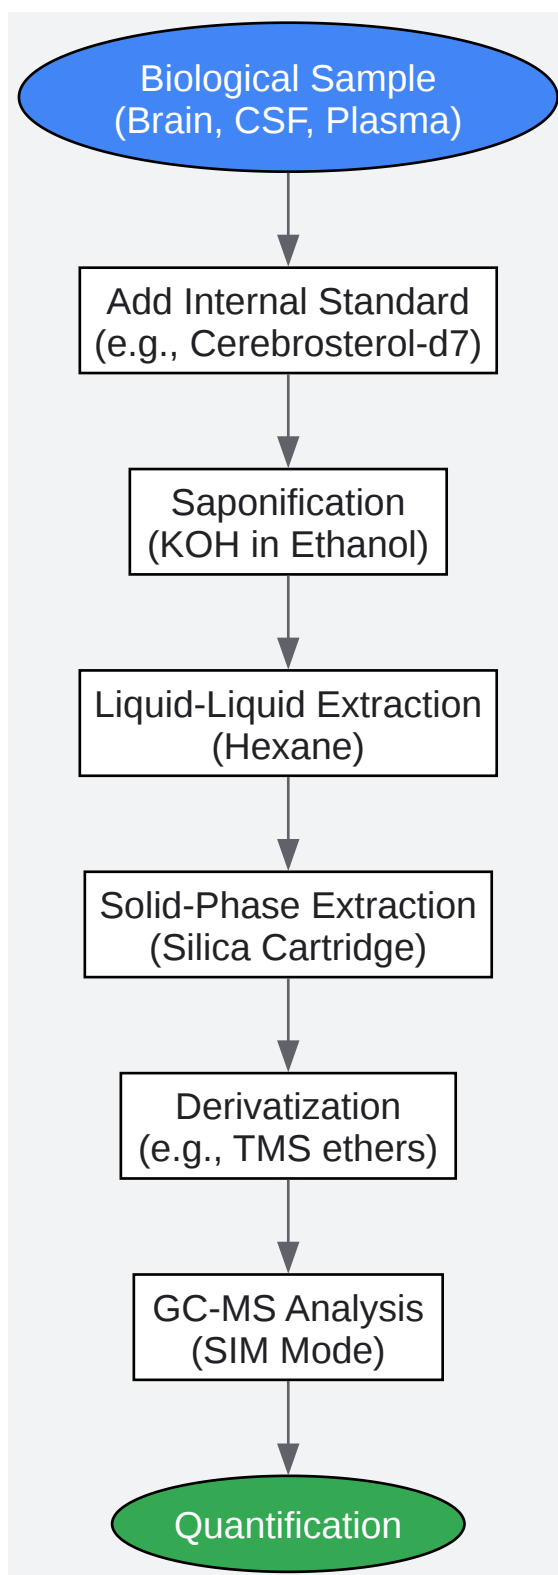 Biological Sample
(Brain, CSF, Plasma)
Add Internal Standard
(e.g., Cerebrosterol-d7)
Saponification
(KOH in Ethanol)
Liquid-Liquid Extraction
(Hexane)
Solid-Phase Extraction
(Silica Cartridge)
Derivatization
(e.g., TMS ethers)
GC-MS Analysis
(SIM Mode)
Quantification